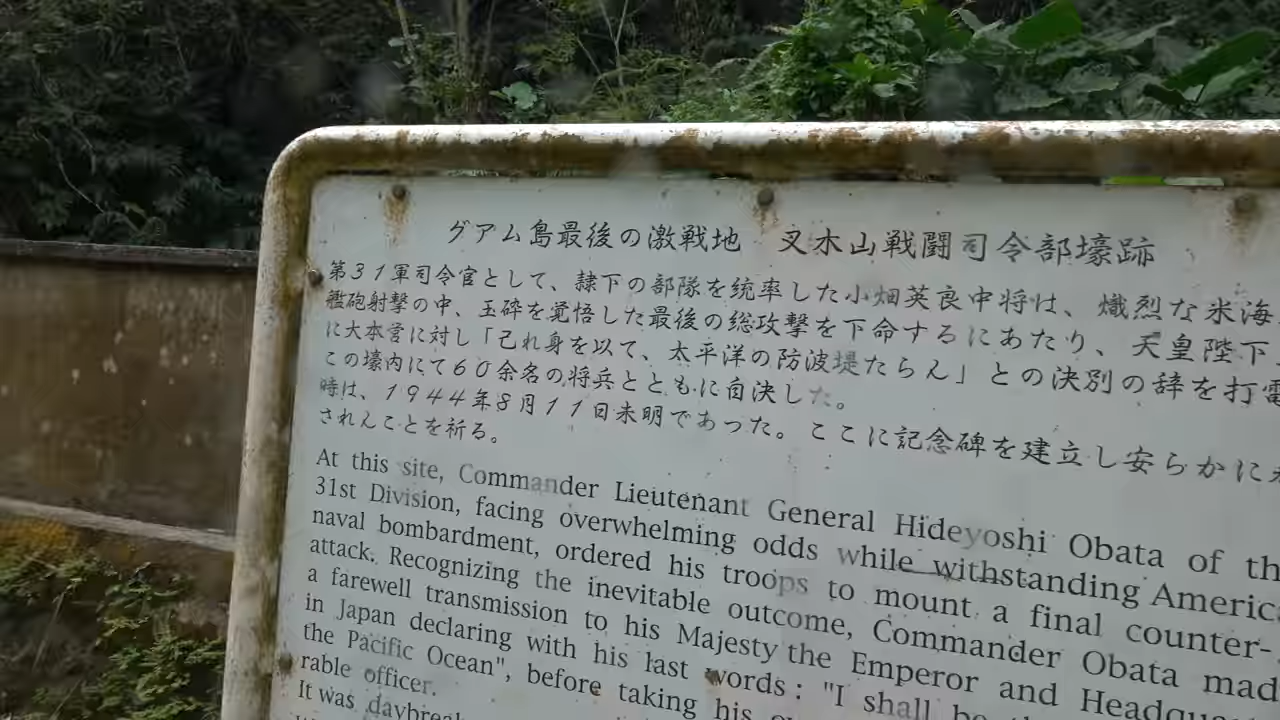 グアム島最後の激戦地　叉木山戦闘司令部壕跡
第31軍司令官として、隷下の部隊を統率した小畑英良中将は、熾烈な米海
艦砲射撃の中、玉砕を覚悟した最後の総攻撃を下命するにあたり、天皇陛下
に大本営に対し「己れ身を以て、太平洋の防波堤たらん」との決別の辞を打電
この壕内にて60余名の将兵とともに自決した。
時は、1944年8月11日未明であった。ここに記念碑を建立し安らかに
されんことを祈る。
At this site, Commander Lieutenant General Hideyoshi Obata of th
31st Division, facing overwhelming odds while withstanding Americ
naval bombardment, ordered his troops to mount a final counter-
attack. Recognizing the inevitable outcome, Commander Obata mad
a farewell transmission to his Majesty the Emperor and Headqua
in Japan declaring with his last words: "I shall be
the Pacific Ocean", before taking his
rable officer.
It was daybreak